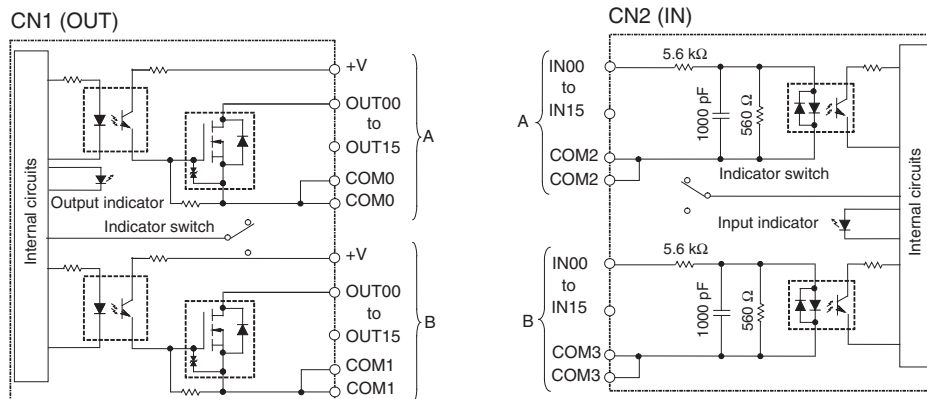 CN1 (OUT)
Internal circuits
+V
OUT00
to
OUT15
COM0
COM0
A
Output indicator
Indicator switch
+V
OUT00
to
OUT15
COM1
COM1
B
CN2 (IN)
A
IN00
to
IN15
COM2
COM2
5.6 kΩ
1000 pF
560 Ω
Indicator switch
Input indicator
Internal circuits
B
IN00
to
IN15
COM3
COM3
5.6 kΩ
1000 pF
560 Ω